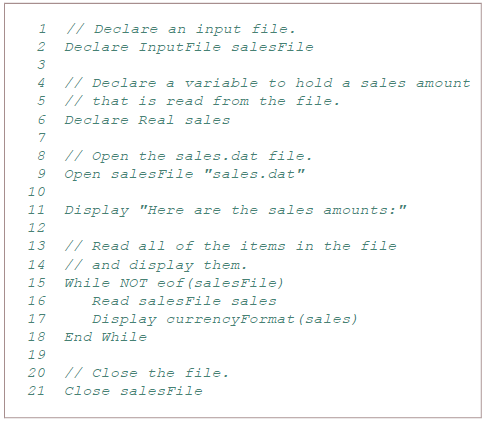 1 // Declare an input file.
2 Declare InputFile salesFile
3
4 // Declare a variable to hold a sales amount
5 // that is read from the file.
6 Declare Real sales
7
8 // Open the sales.dat file.
9 Open salesFile "sales.dat"
10
11 Display "Here are the sales amounts:"
12
13 // Read all of the items in the file
14 // and display them.
15 While NOT eof(salesFile)
16 Read salesFile sales
17 Display currencyFormat(sales)
18 End While
19
20 // Close the file.
21 Close salesFile